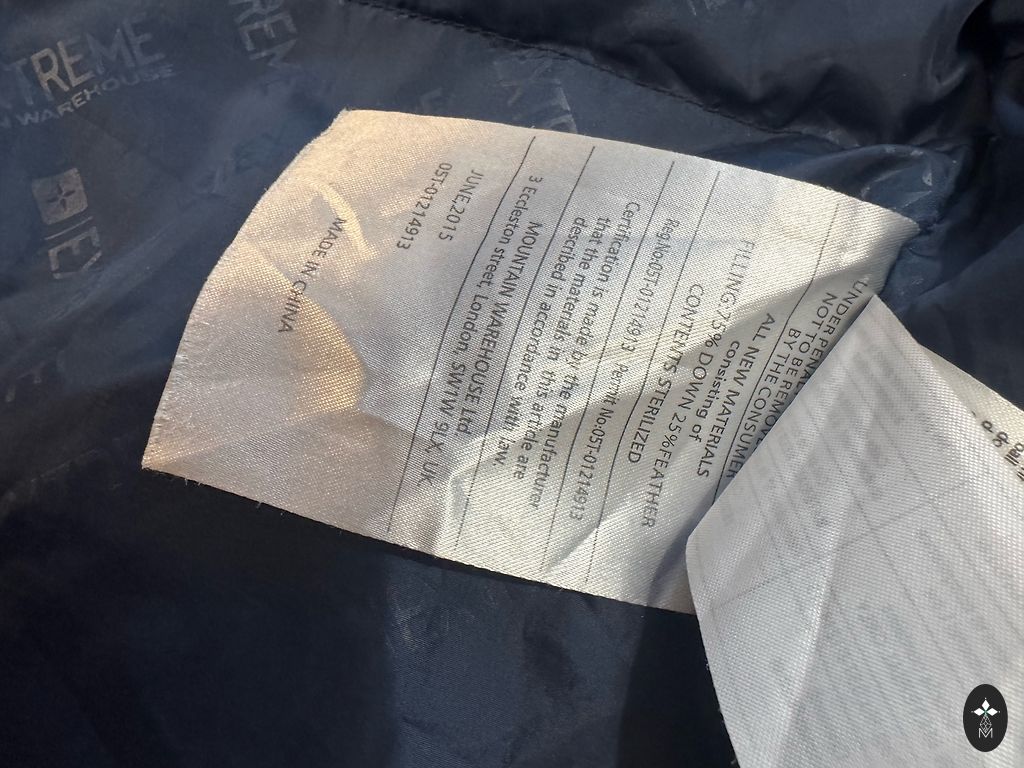 XTREME
WAREHOUSE
UNDER PENAL
NOT TO BE REMOV
BY THE CONSUMER
ALL NEW MATERIALS
consisting of
FILLING:75% DOWN 25%FEATHER
CONTENTS STERILIZED
Reg.No:05T-01214913 Permit No:05T-01214913
Certification is made by the manufacturer
that the materials in this article are
described in accordance with law.
MOUNTAIN WAREHOUSE Ltd.
3 Eccleston street, London, SW1W 9LX, UK
JUNE,2015
05T-01214913
MADE IN CHINA
M